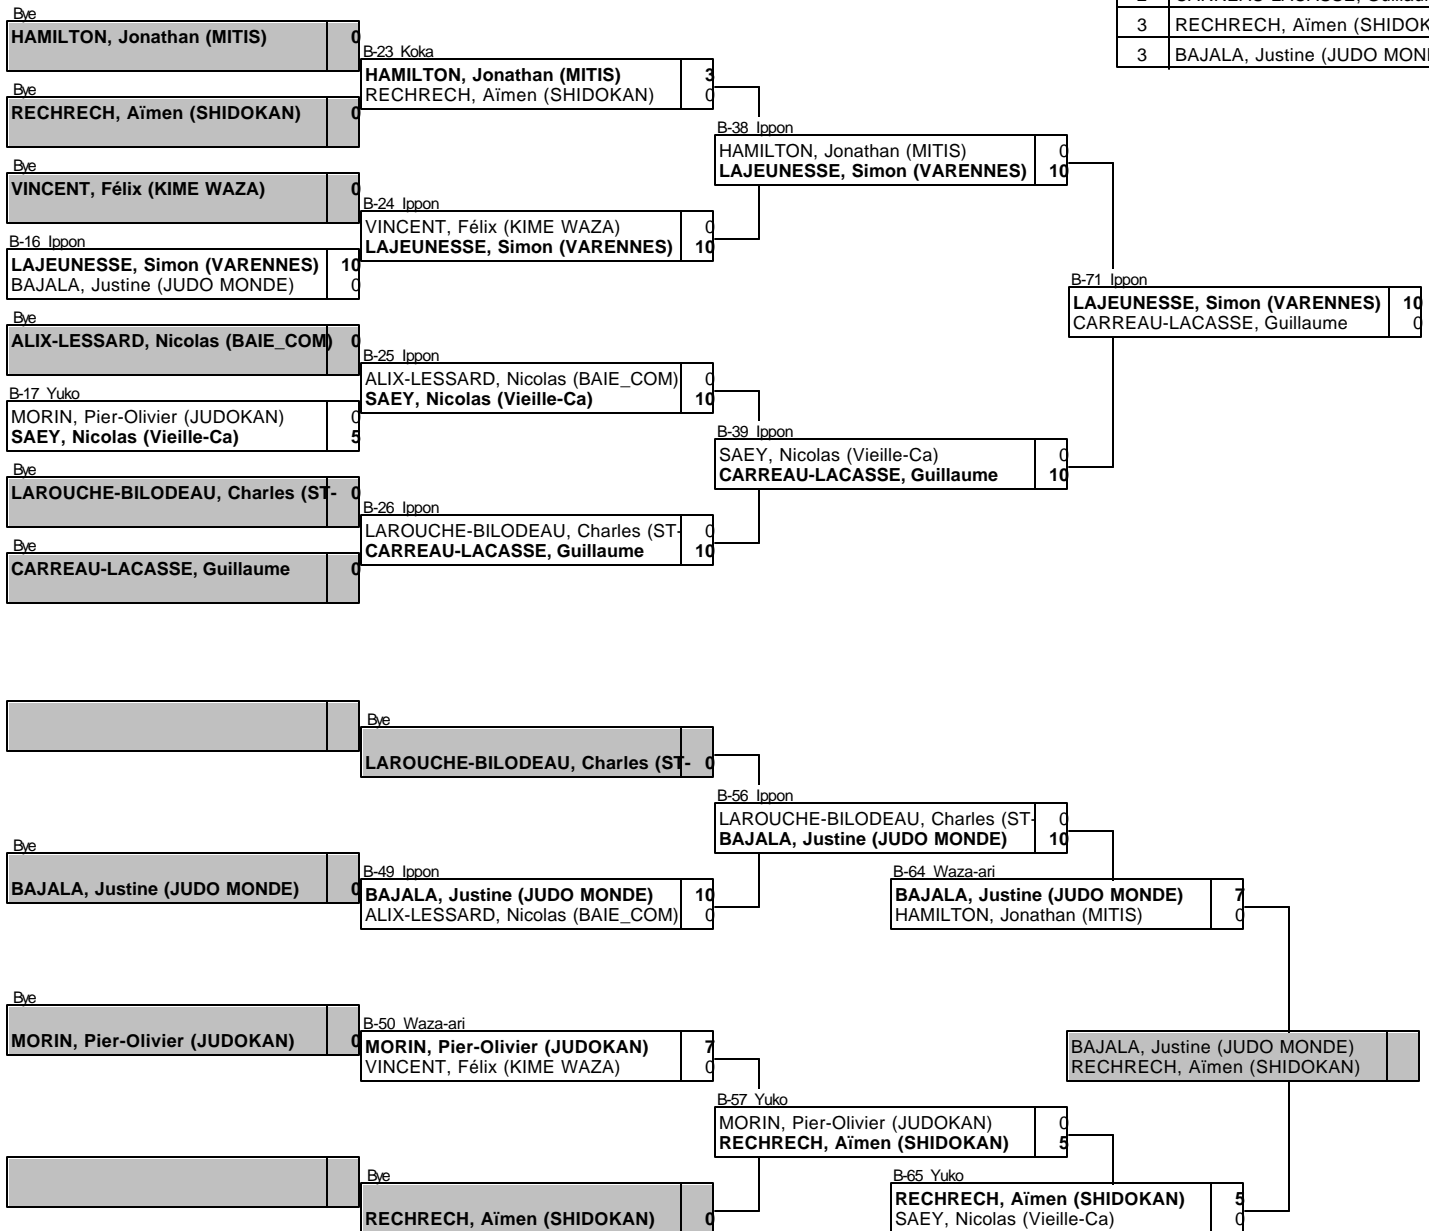 3 RECHRECH, Aïmen (SHIDOK
3 BAJALA, Justine (JUDO MON
Bye
HAMILTON, Jonathan (MITIS) 0
B-23 Koka
HAMILTON, Jonathan (MITIS) 3
RECHRECH, Aïmen (SHIDOKAN) 0
Bye
RECHRECH, Aïmen (SHIDOKAN) 0
B-38 Ippon
HAMILTON, Jonathan (MITIS) 0
LAJEUNESSE, Simon (VARENNES) 10
Bye
VINCENT, Félix (KIME WAZA) 0
B-24 Ippon
VINCENT, Félix (KIME WAZA) 0
LAJEUNESSE, Simon (VARENNES) 10
B-16 Ippon
LAJEUNESSE, Simon (VARENNES) 10
BAJALA, Justine (JUDO MONDE) 0
B-71 Ippon
LAJEUNESSE, Simon (VARENNES) 10
CARREAU-LACASSE, Guillaume 0
Bye
ALIX-LESSARD, Nicolas (BAIE_COM) 0
B-25 Ippon
ALIX-LESSARD, Nicolas (BAIE_COM) 0
SAEY, Nicolas (Vieille-Ca) 10
B-17 Yuko
MORIN, Pier-Olivier (JUDOKAN) 0
SAEY, Nicolas (Vieille-Ca) 5
B-39 Ippon
SAEY, Nicolas (Vieille-Ca) 0
CARREAU-LACASSE, Guillaume 10
Bye
LAROUCHE-BILODEAU, Charles (ST- 0
B-26 Ippon
LAROUCHE-BILODEAU, Charles (ST- 0
CARREAU-LACASSE, Guillaume 10
Bye
CARREAU-LACASSE, Guillaume 0
Bye
LAROUCHE-BILODEAU, Charles (ST- 0
B-56 Ippon
LAROUCHE-BILODEAU, Charles (ST- 0
BAJALA, Justine (JUDO MONDE) 10
Bye
BAJALA, Justine (JUDO MONDE) 0
B-49 Ippon
BAJALA, Justine (JUDO MONDE) 10
ALIX-LESSARD, Nicolas (BAIE_COM) 0
B-64 Waza-ari
BAJALA, Justine (JUDO MONDE) 7
HAMILTON, Jonathan (MITIS) 0
Bye
MORIN, Pier-Olivier (JUDOKAN) 0
B-50 Waza-ari
MORIN, Pier-Olivier (JUDOKAN) 7
VINCENT, Félix (KIME WAZA) 0
BAJALA, Justine (JUDO MONDE)
RECHRECH, Aïmen (SHIDOKAN)
B-57 Yuko
MORIN, Pier-Olivier (JUDOKAN) 0
RECHRECH, Aïmen (SHIDOKAN) 5
Bye
RECHRECH, Aïmen (SHIDOKAN) 0
B-65 Yuko
RECHRECH, Aïmen (SHIDOKAN) 5
SAEY, Nicolas (Vieille-Ca) 0